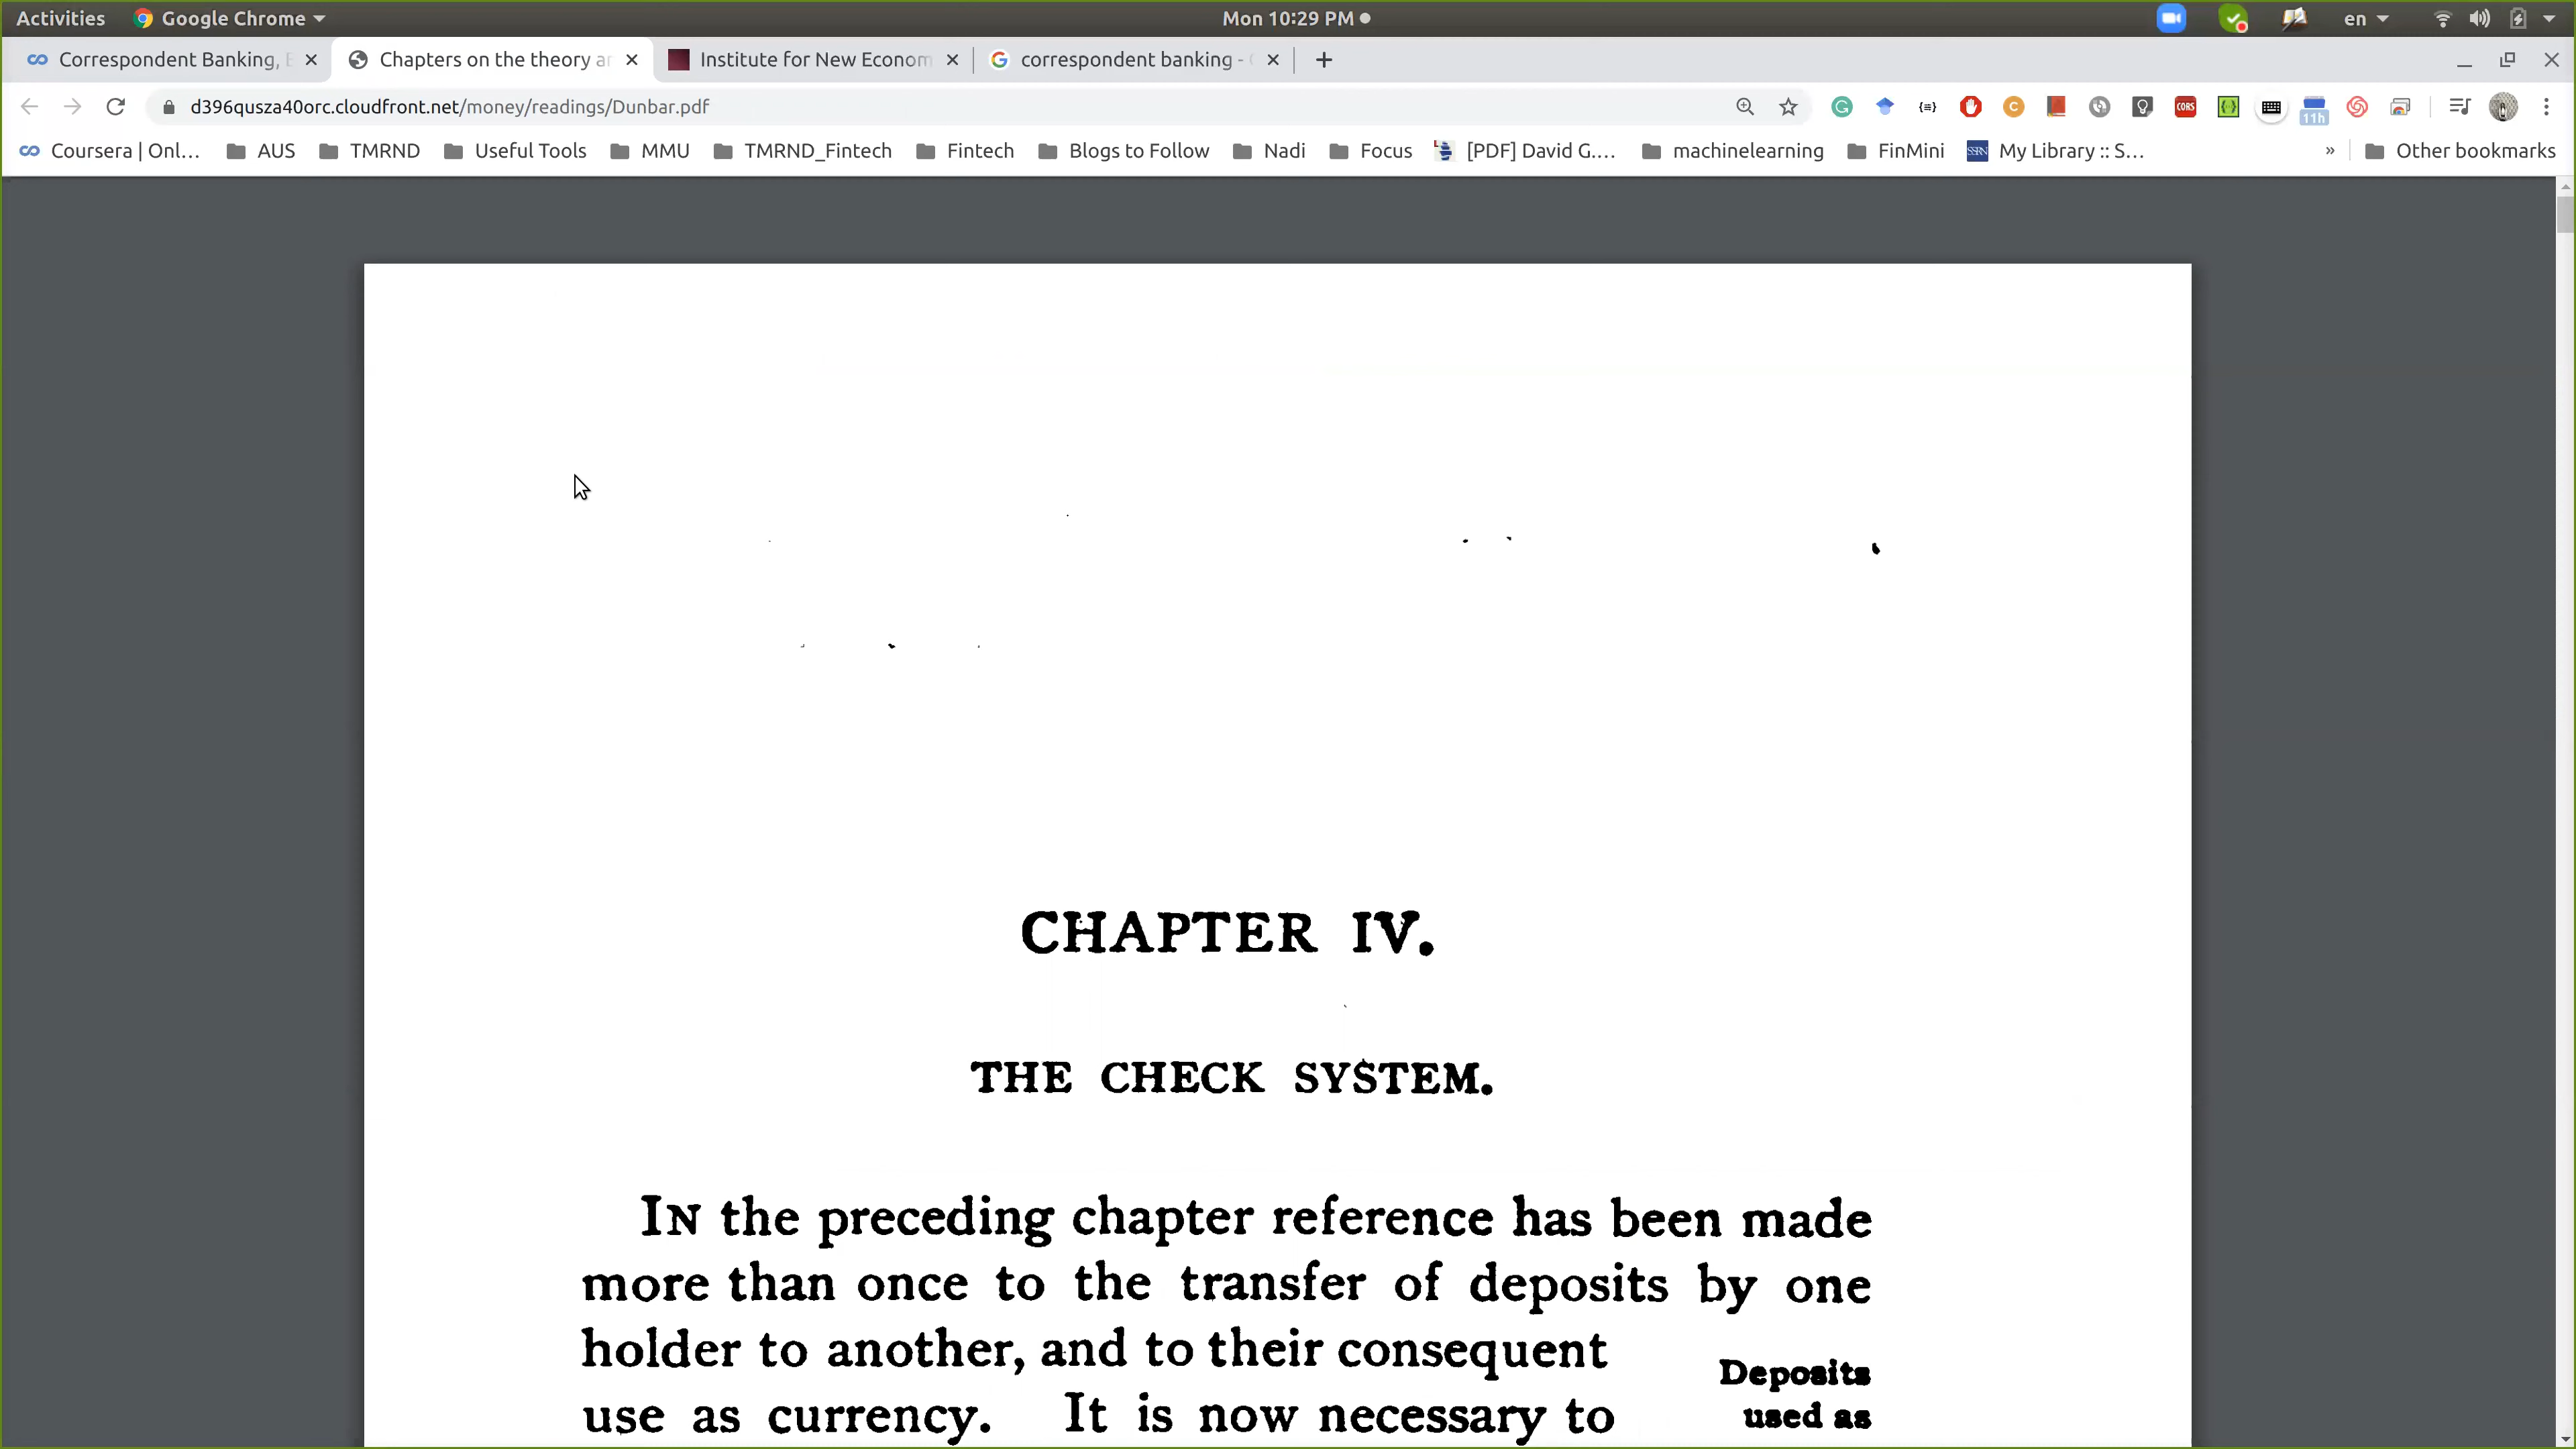 Activities Google Chrome Mon 10:29 PM en
Correspondent Banking, Chapters on the theory ar Institute for New Econom correspondent banking -
d396qusza40orc.cloudfront.net/money/readings/Dunbar.pdf CORS 11h
Coursera | Onl... AUS TMRND Useful Tools MMU TMRND_Fintech Fintech Blogs to Follow Nadi Focus [PDF] David G.... machinelearning FinMini SSRN My Library :: S... » Other bookmarks
CHAPTER IV.
THE CHECK SYSTEM.
IN the preceding chapter reference has been made
more than once to the transfer of deposits by one
holder to another, and to their consequent
Deposits
use as currency. It is now necessary to
used as